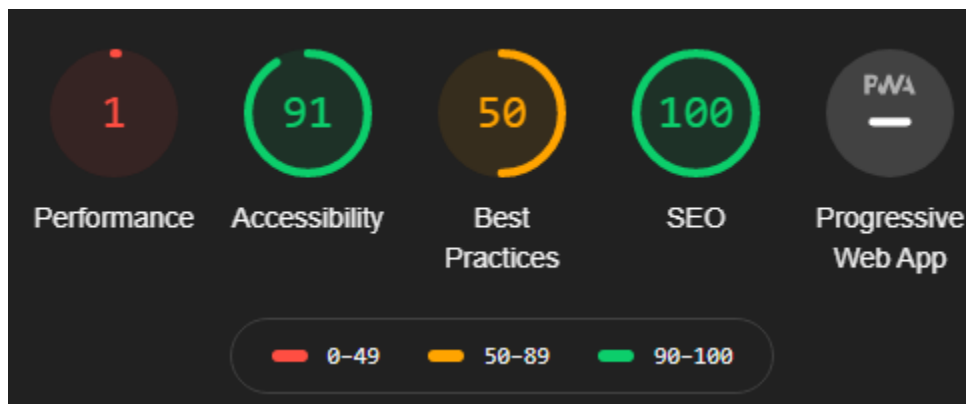 1 91 50 100 PWA
Performance Accessibility Best Practices SEO Progressive Web App
0–49 50–89 90–100